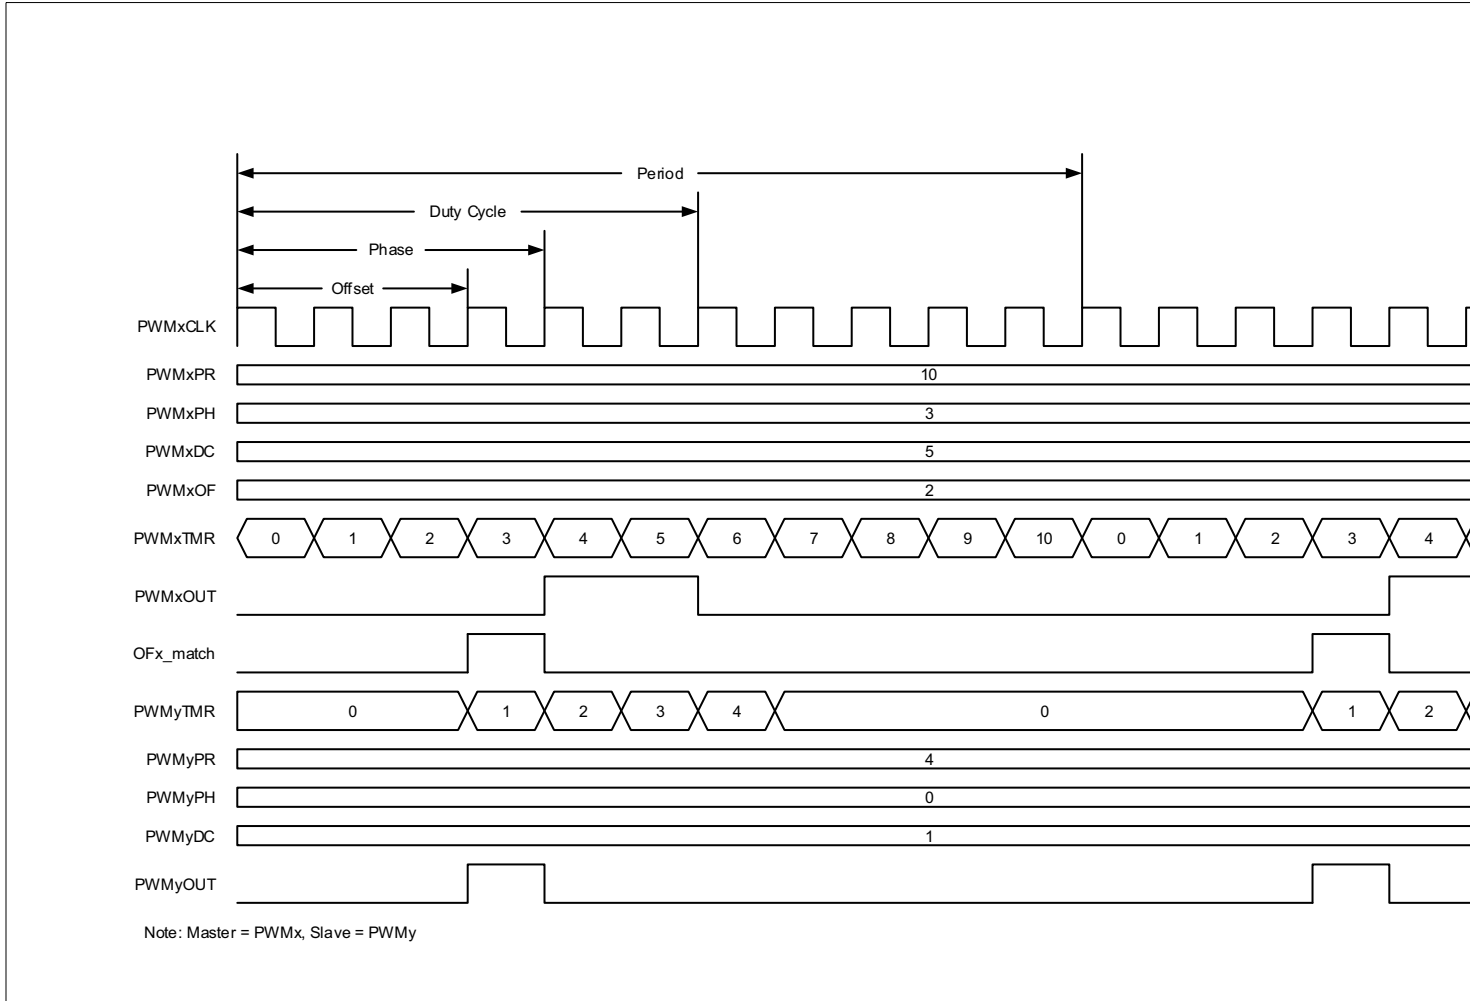 Period
Duty Cycle
Phase
Offset
PWMxCLK
PWMxPR 10
PWMxPH 3
PWMxDC 5
PWMxOF 2
PWMxTMR 0 1 2 3 4 5 6 7 8 9 10 0 1 2 3 4
PWMxOUT
OFx_match
PWMyTMR 0 1 2 3 4 0 1 2
PWMyPR 4
PWMyPH 0
PWMyDC 1
PWMyOUT
Note: Master = PWMx, Slave = PWMy